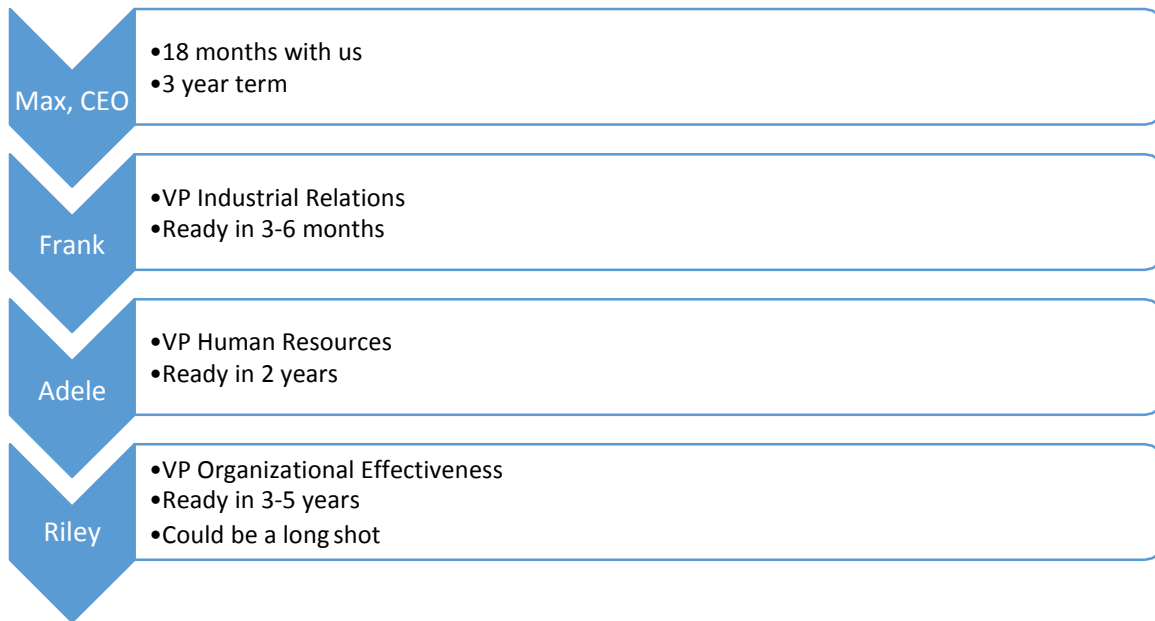 Max, CEO
•18 months with us
•3 year term
Frank
•VP Industrial Relations
•Ready in 3-6 months
Adele
•VP Human Resources
•Ready in 2 years
Riley
•VP Organizational Effectiveness
•Ready in 3-5 years
•Could be a long shot